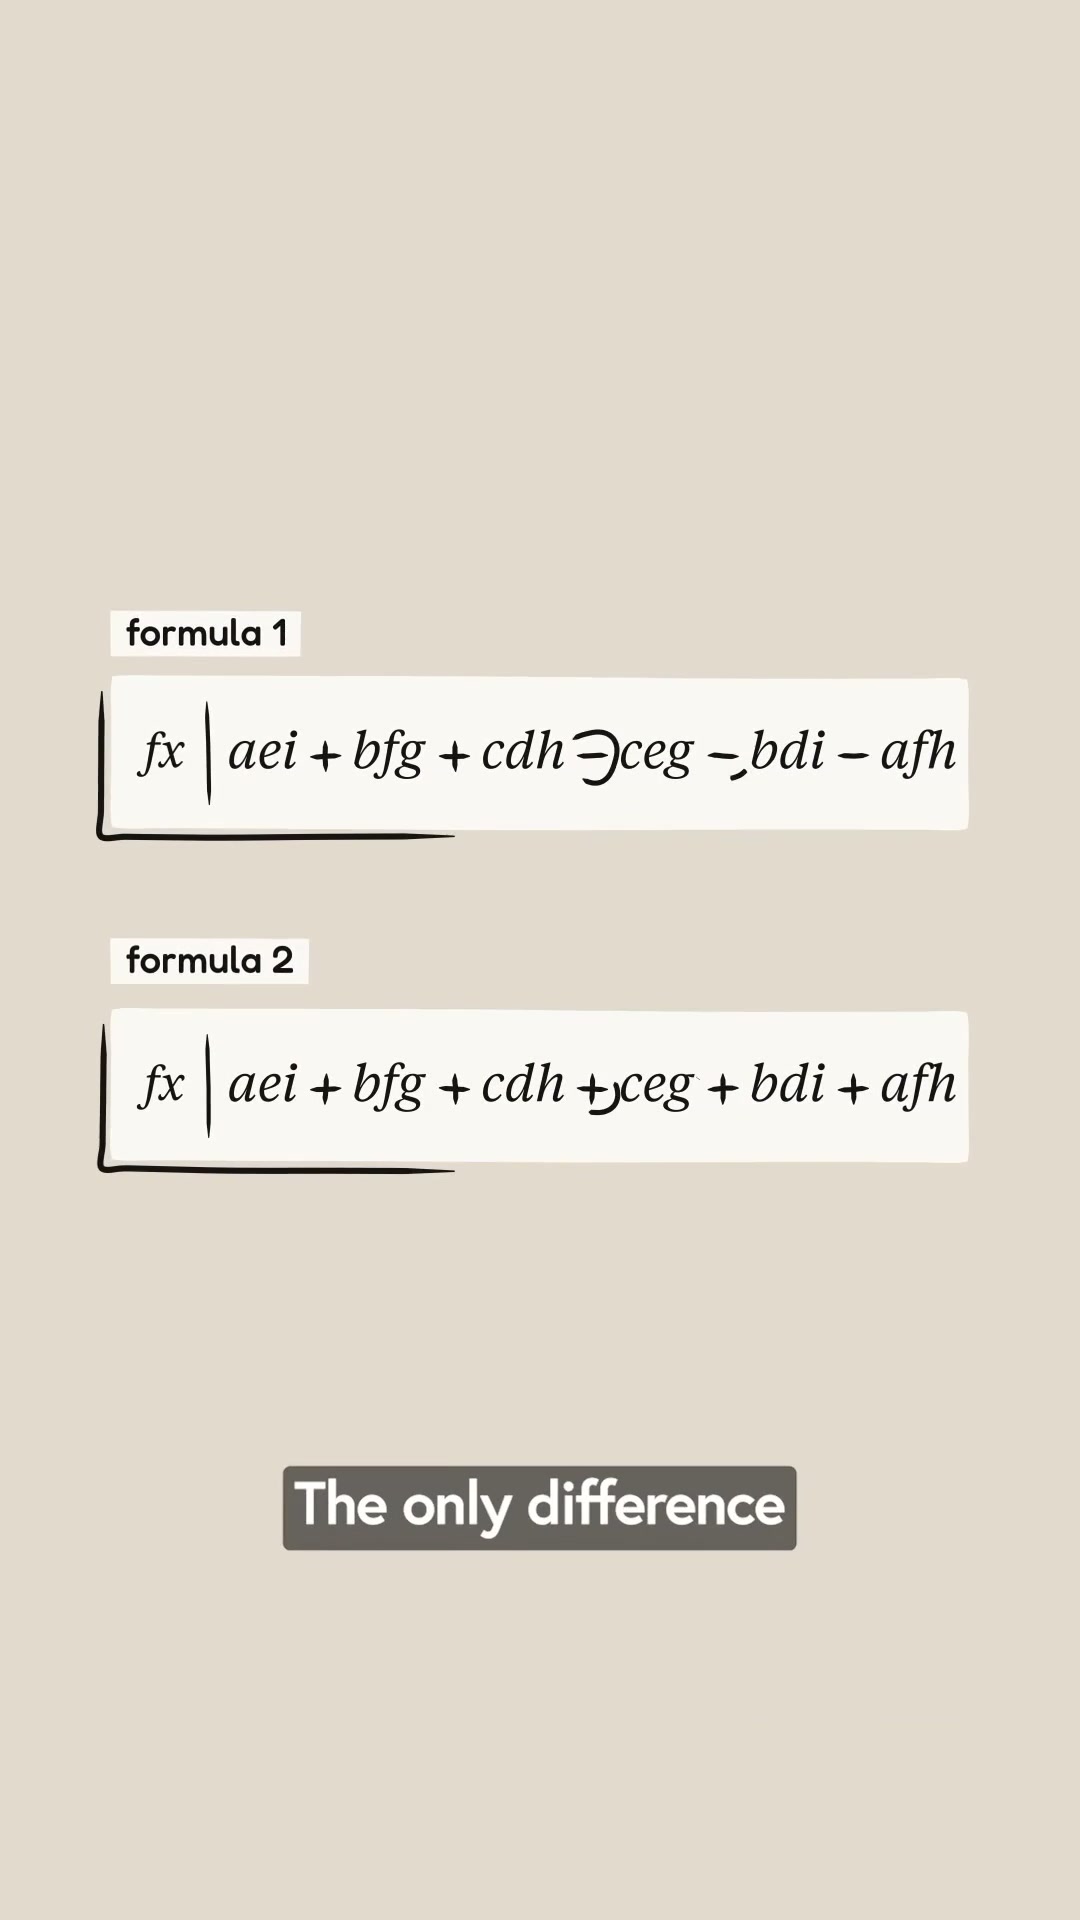 formula 1
fx | aei + bfg + cdh − ceg − bdi − afh
formula 2
fx | aei + bfg + cdh + ceg + bdi + afh
The only difference